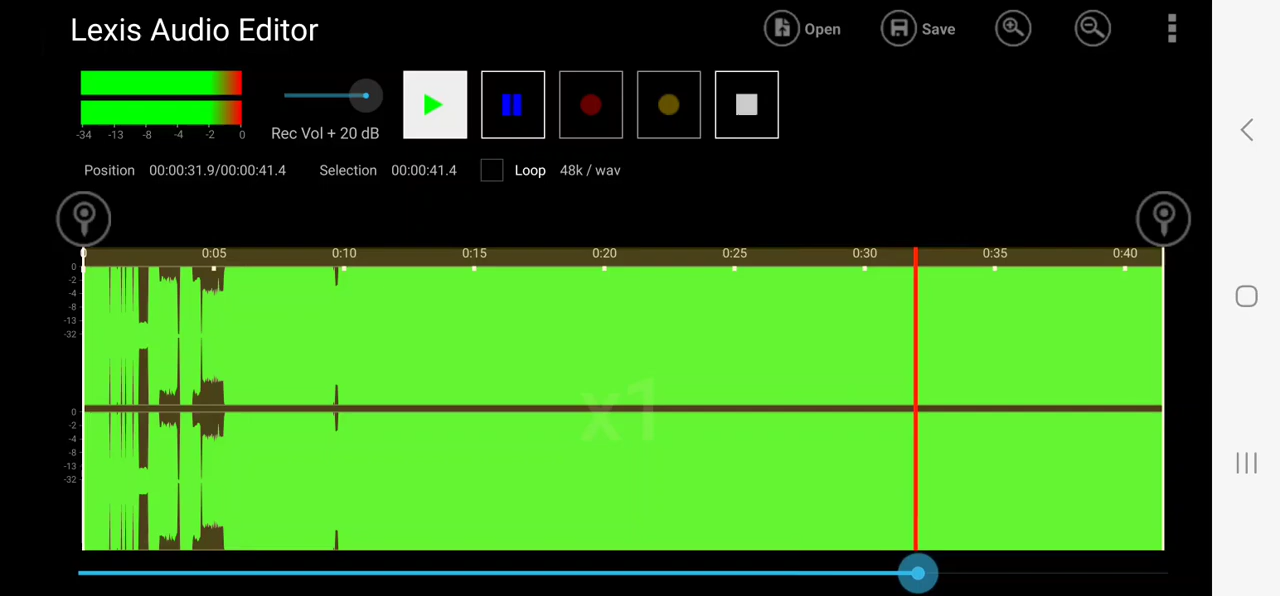 Lexis Audio Editor
Open
Save
-34 -13 -8 -4 -2 0
Rec Vol + 20 dB
Position 00:00:31.9/00:00:41.4 Selection 00:00:41.4 Loop 48k / wav
0 0:05 0:10 0:15 0:20 0:25 0:30 0:35 0:40
0
-2
-4
-8
-13
-32
x1
0
-2
-4
-8
-13
-32